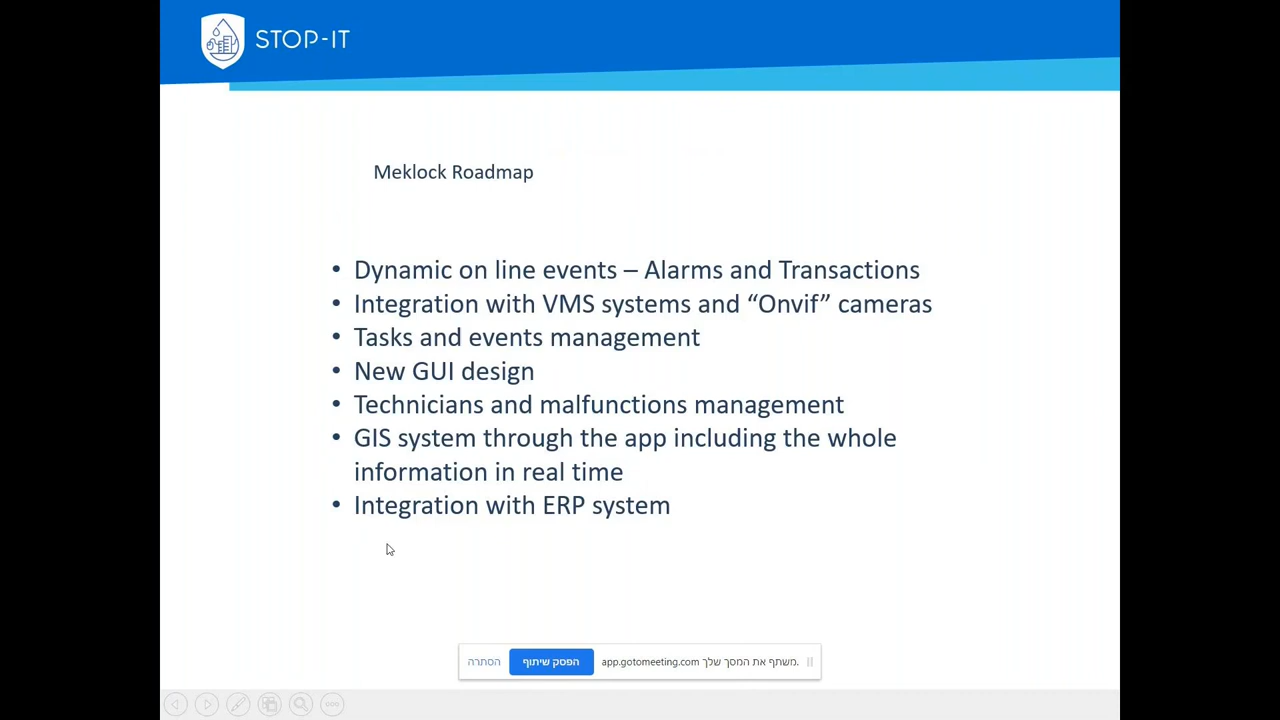 STOP-IT
Meklock Roadmap
• Dynamic on line events – Alarms and Transactions
• Integration with VMS systems and “Onvif” cameras
• Tasks and events management
• New GUI design
• Technicians and malfunctions management
• GIS system through the app including the whole
information in real time
• Integration with ERP system
app.gotomeeting.com משתף את המסך שלך. הפסק שיתוף הסתרה